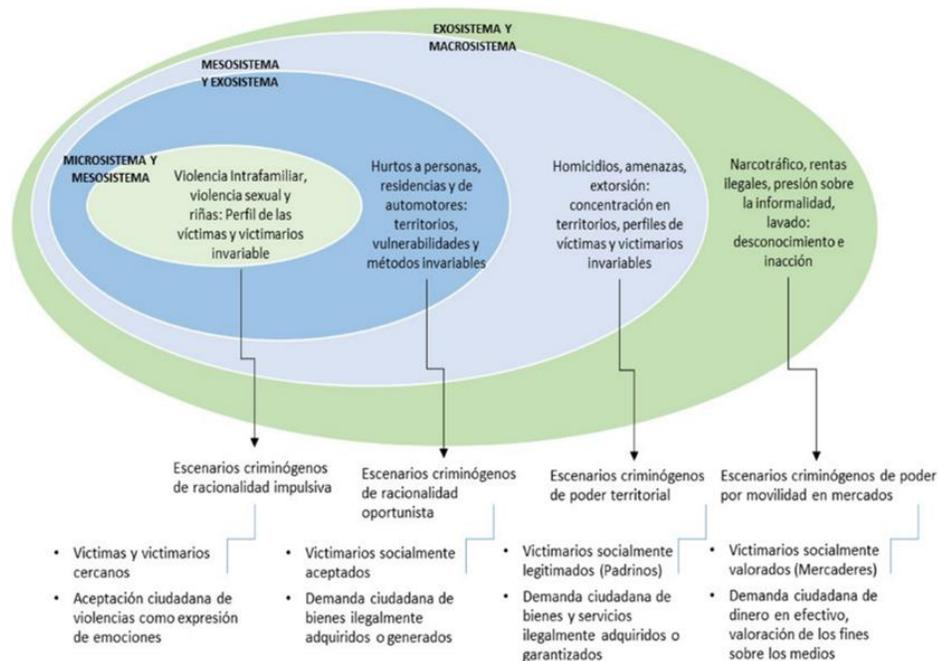 EXOSISTEMA Y
MACROSISTEMA
MESOSISTEMA
Y EXOSISTEMA
MICROSISTEMA Y
MESOSISTEMA
Violencia Intrafamiliar,
violencia sexual y
riñas: Perfil de las
víctimas y victimarios
invariable
Hurtos a personas,
residencias y de
automotores:
territorios,
vulnerabilidades y
métodos invariables
Homicidios, amenazas,
extorsión:
concentración en
territorios, perfiles de
víctimas y victimarios
invariables
Narcotráfico, rentas
ilegales, presión sobre
la informalidad,
lavado:
desconocimiento e
inacción
Escenarios criminógenos
de racionalidad impulsiva
Escenarios criminógenos
de racionalidad
oportunista
Escenarios criminógenos
de poder territorial
Escenarios criminógenos de poder
por movilidad en mercados
• Victimas y victimarios
cercanos
• Aceptación ciudadana de
violencias como expresión
de emociones
• Victimarios socialmente
aceptados
• Demanda ciudadana de
bienes ilegalmente
adquiridos o generados
• Victimarios socialmente
legitimados (Padrinos)
• Demanda ciudadana de
bienes y servicios
ilegalmente adquiridos o
garantizados
• Victimarios socialmente
valorados (Mercaderes)
• Demanda ciudadana de
dinero en efectivo,
valoración de los fines
sobre los medios